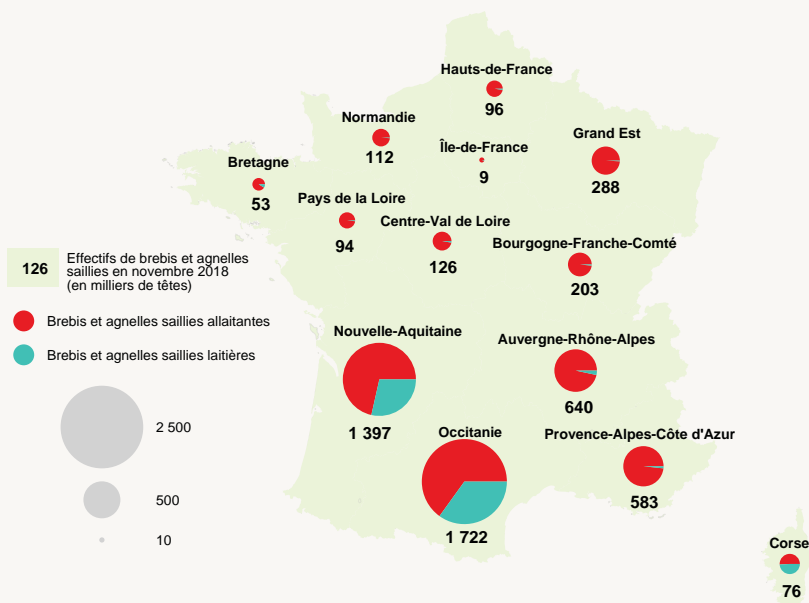 Hauts-de-France
96
Normandie
112
Île-de-France
9
Grand Est
288
Bretagne
53
Pays de la Loire
94
Centre-Val de Loire
126
Bourgogne-Franche-Comté
203
126
Effectifs de brebis et agnelles
saillies en novembre 2018
(en milliers de têtes)
Brebis et agnelles saillies allaitantes
Brebis et agnelles saillies laitières
2 500
500
10
Nouvelle-Aquitaine
1 397
Auvergne-Rhône-Alpes
640
Occitanie
1 722
Provence-Alpes-Côte d'Azur
583
Corse
76